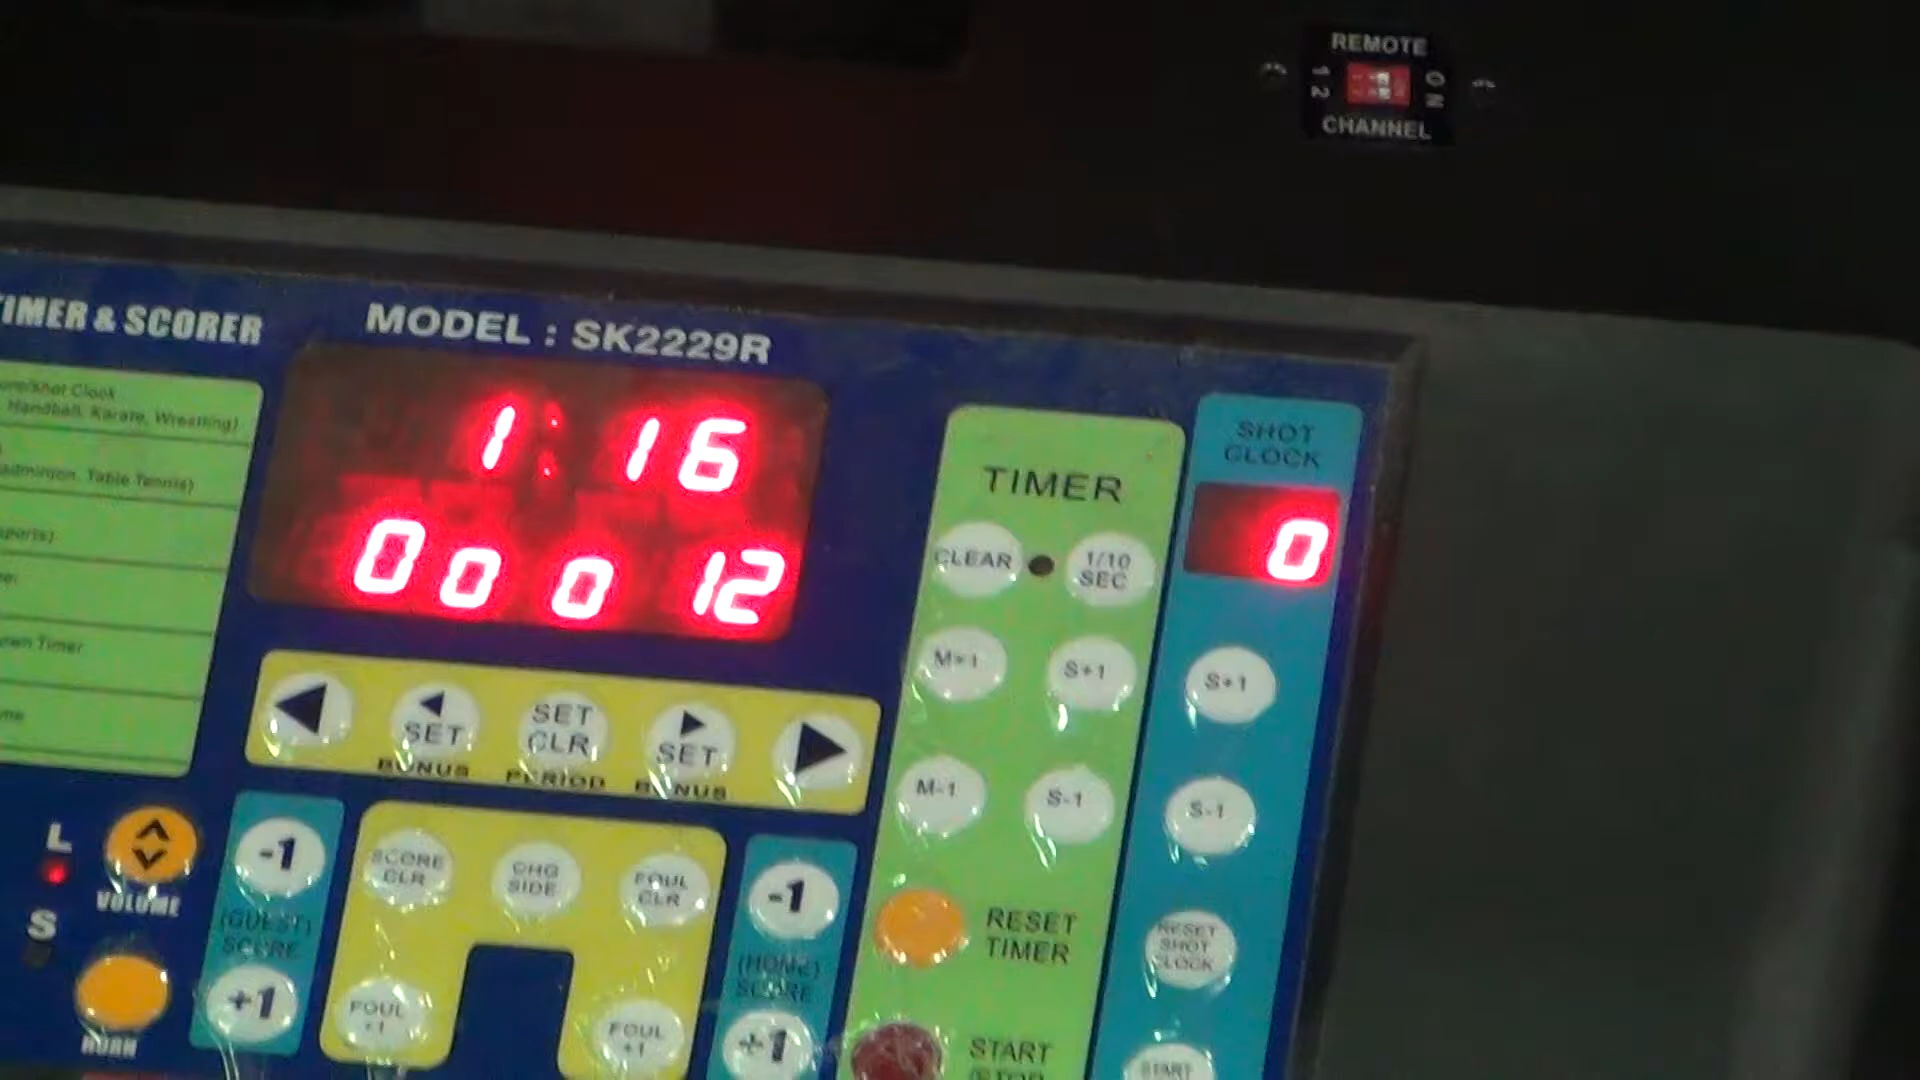 REMOTE
1 2
O N
CHANNEL
TIMER & SCORER
MODEL : SK2229R
Clock
Handball, Karate, Wrestling)
Table Tennis)
Timer
1:16
0 0 0 12
TIMER
CLEAR
1/10
SEC
M+1
S+1
M-1
S-1
RESET
TIMER
START
SHOT
CLOCK
0
S+1
S-1
RESET
SHOT
CLOCK
START
SET
BONUS
SET
CLR
PERIOD
SET
BONUS
L
VOLUME
S
HORN
-1
(GUEST)
SCORE
+1
SCORE
CLR
CHG
SIDE
FOUL
CLR
FOUL
+1
FOUL
+1
-1
(HOME)
SCORE
+1